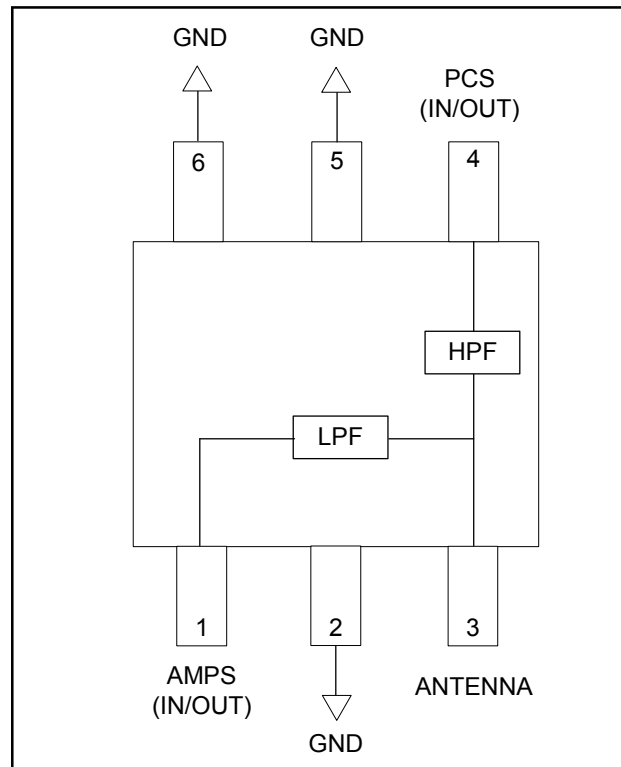 GND
GND
PCS
(IN/OUT)
6
5
4
HPF
LPF
1
2
3
AMPS
(IN/OUT)
ANTENNA
GND